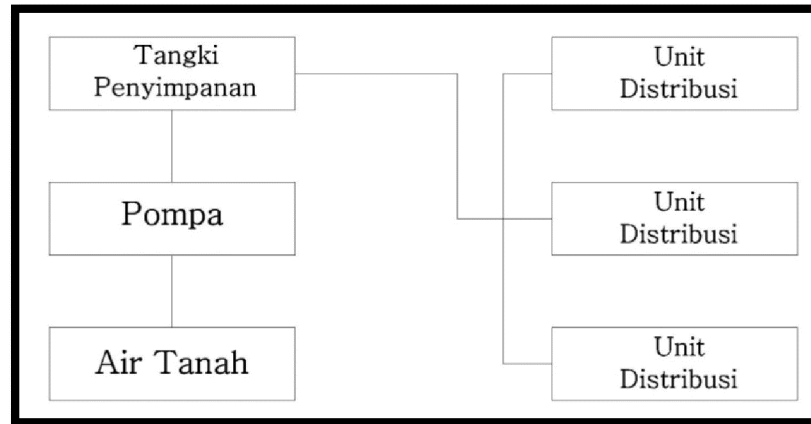 Tangki
Penyimpanan
Pompa
Air Tanah
Unit
Distribusi
Unit
Distribusi
Unit
Distribusi